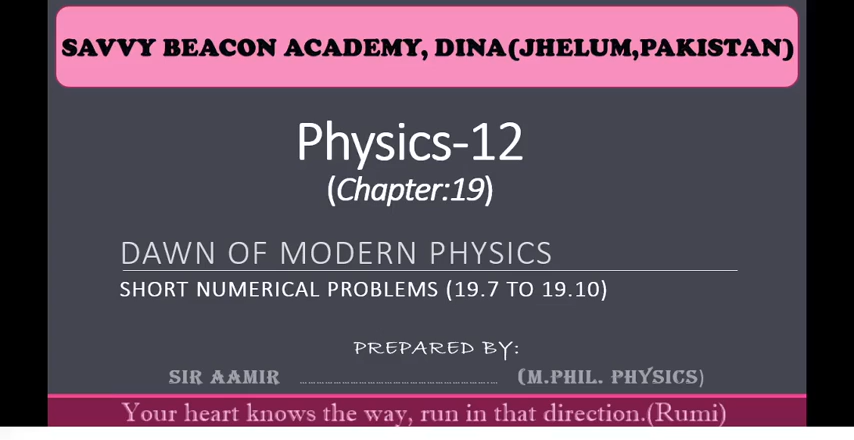 SAVVY BEACON ACADEMY, DINA(JHELUM,PAKISTAN)
Physics-12
(Chapter:19)
DAWN OF MODERN PHYSICS
SHORT NUMERICAL PROBLEMS (19.7 TO 19.10)
PREPARED BY:
SIR AAMIR ……………………………………………… (M.PHIL. PHYSICS)
Your heart knows the way, run in that direction.(Rumi)